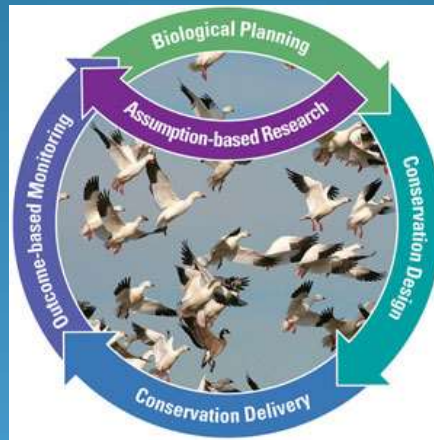 Biological Planning
Assumption-based Research
Conservation Design
Conservation Delivery
Outcome-based Monitoring